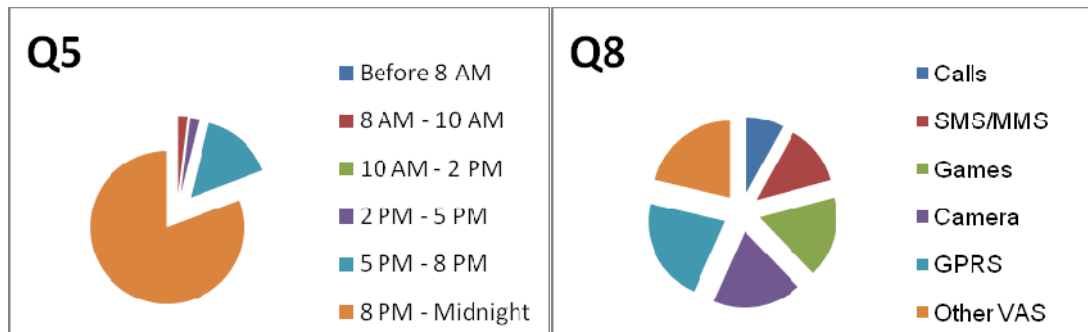 Q5
Before 8 AM
8 AM - 10 AM
10 AM - 2 PM
2 PM - 5 PM
5 PM - 8 PM
8 PM - Midnight
Q8
Calls
SMS/MMS
Games
Camera
GPRS
Other VAS